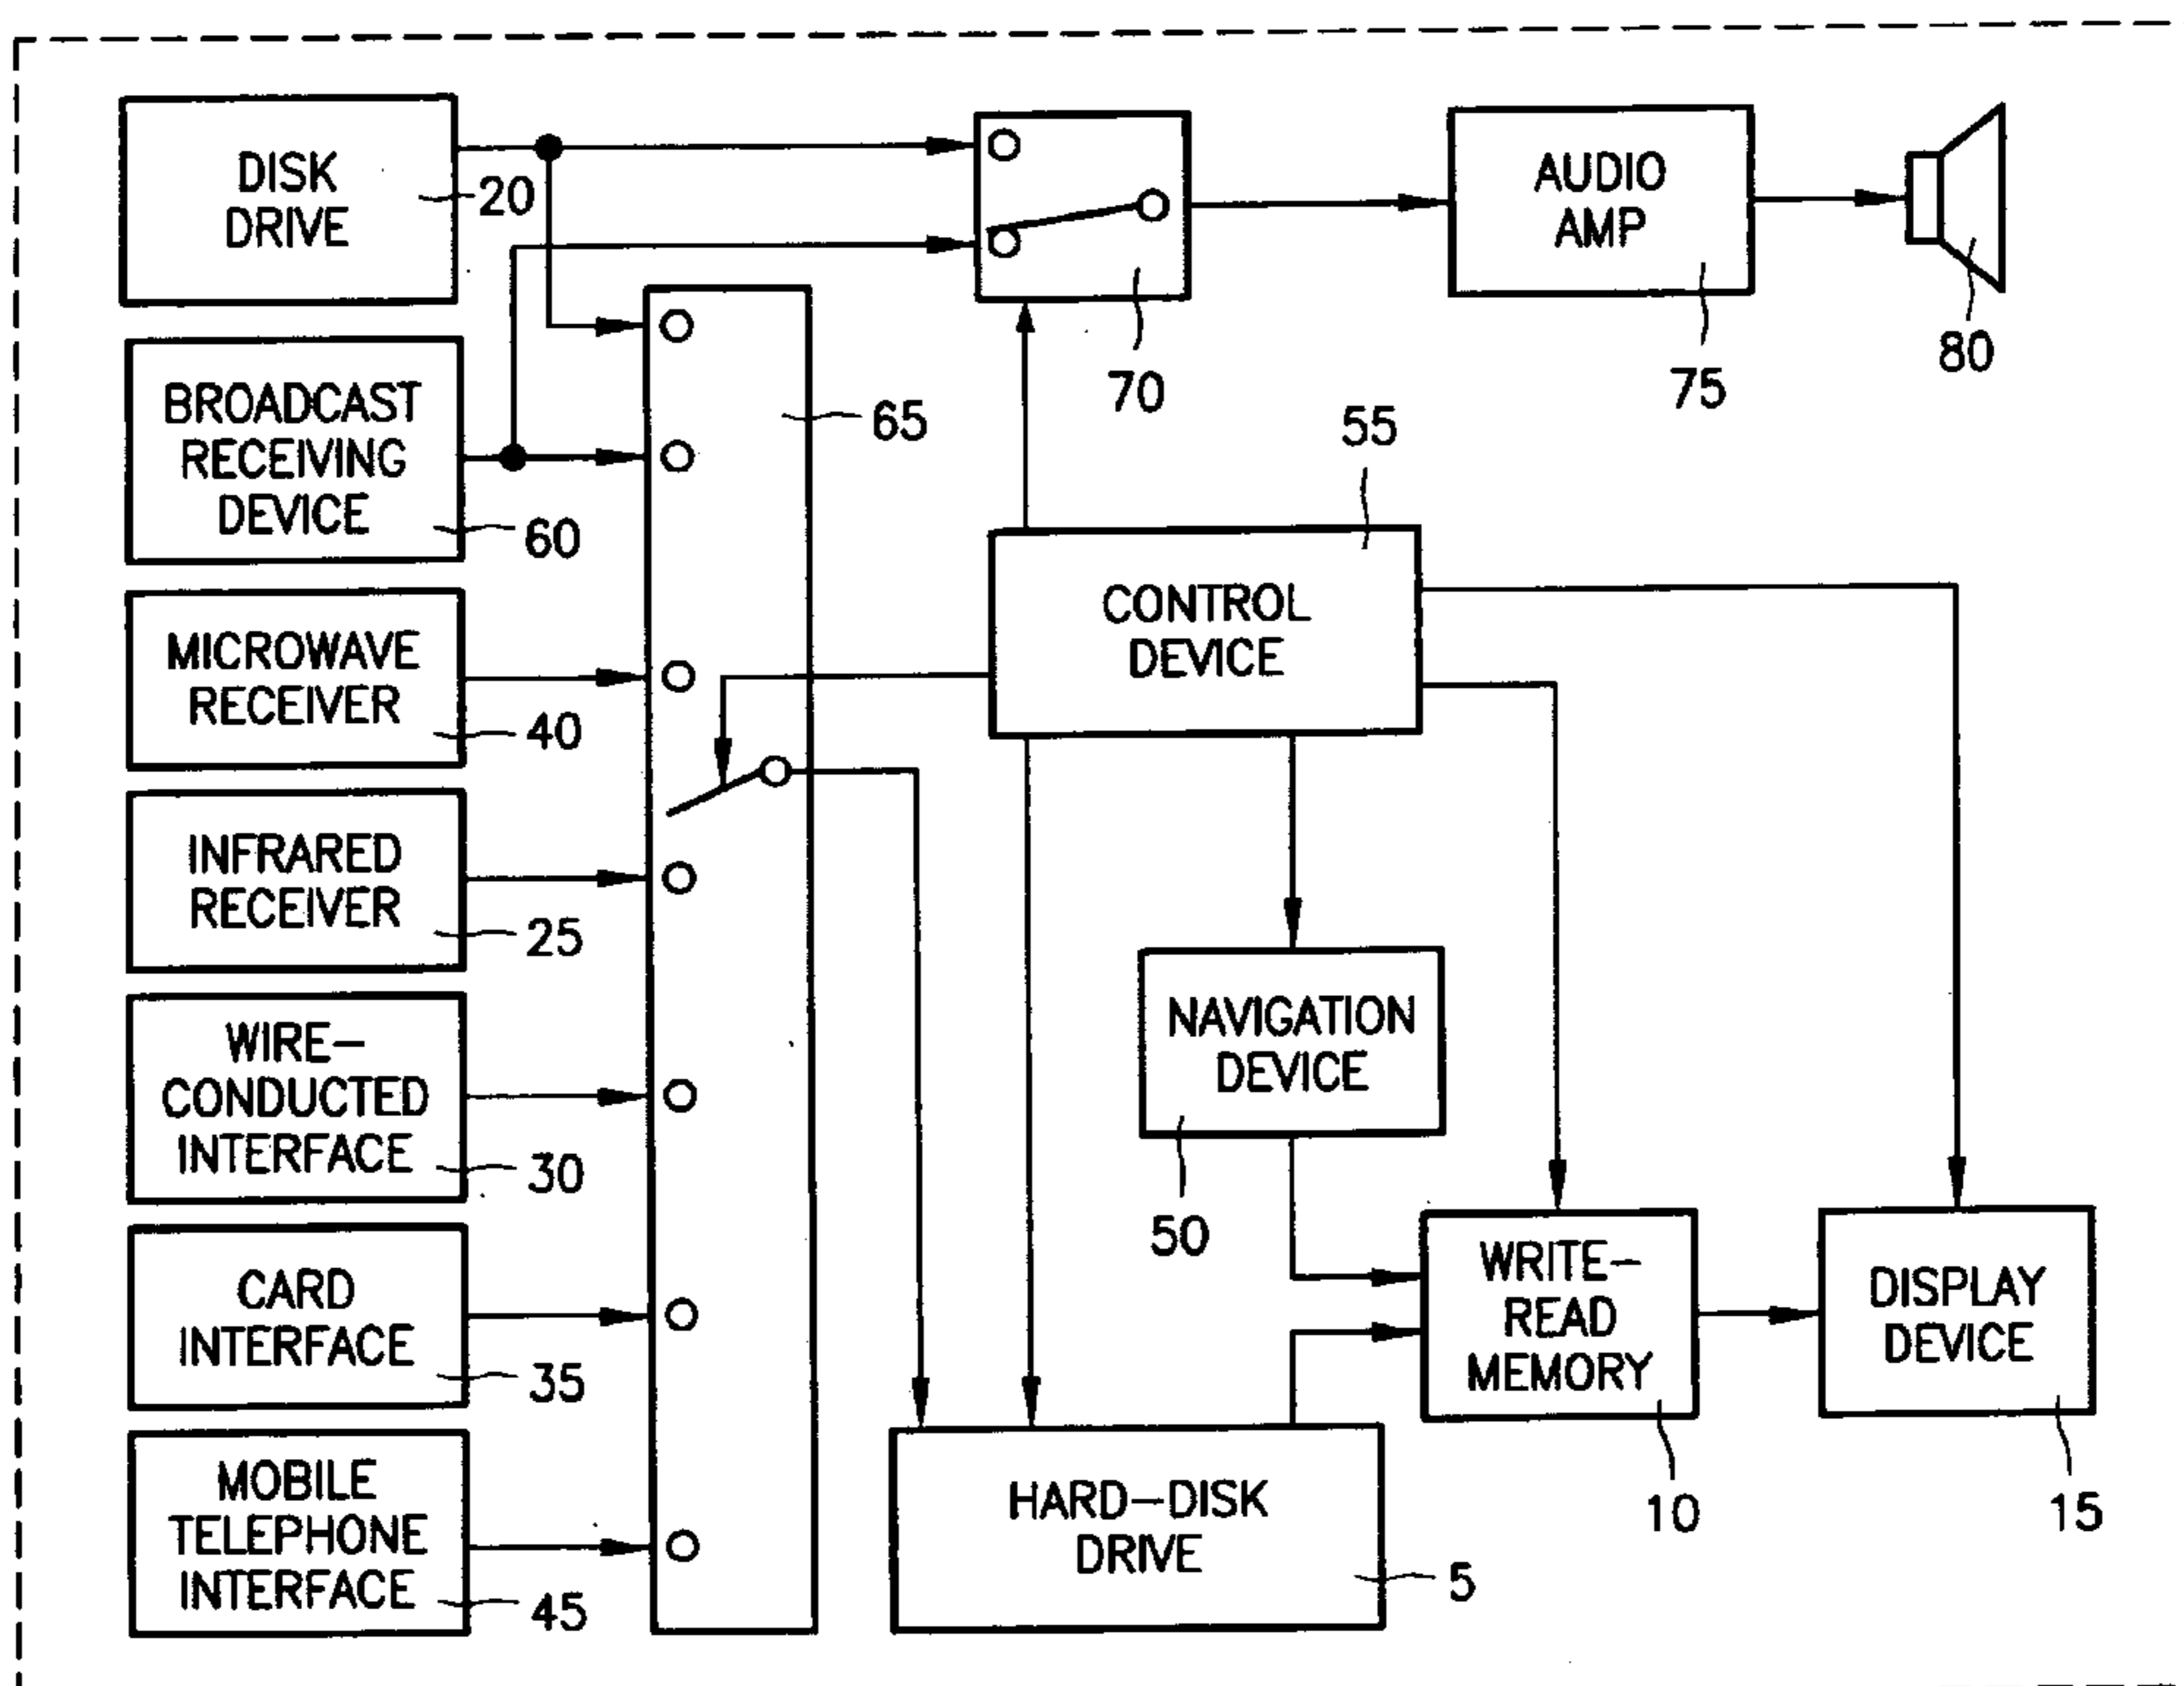 DISK
DRIVE
20
BROADCAST
RECEIVING
DEVICE
60
MICROWAVE
RECEIVER
40
INFRARED
RECEIVER
25
WIRE-
CONDUCTED
INTERFACE
30
CARD
INTERFACE
35
MOBILE
TELEPHONE
INTERFACE
45
65
70
AUDIO
AMP
75
80
55
CONTROL
DEVICE
NAVIGATION
DEVICE
50
WRITE-
READ
MEMORY
10
DISPLAY
DEVICE
15
HARD-DISK
DRIVE
5